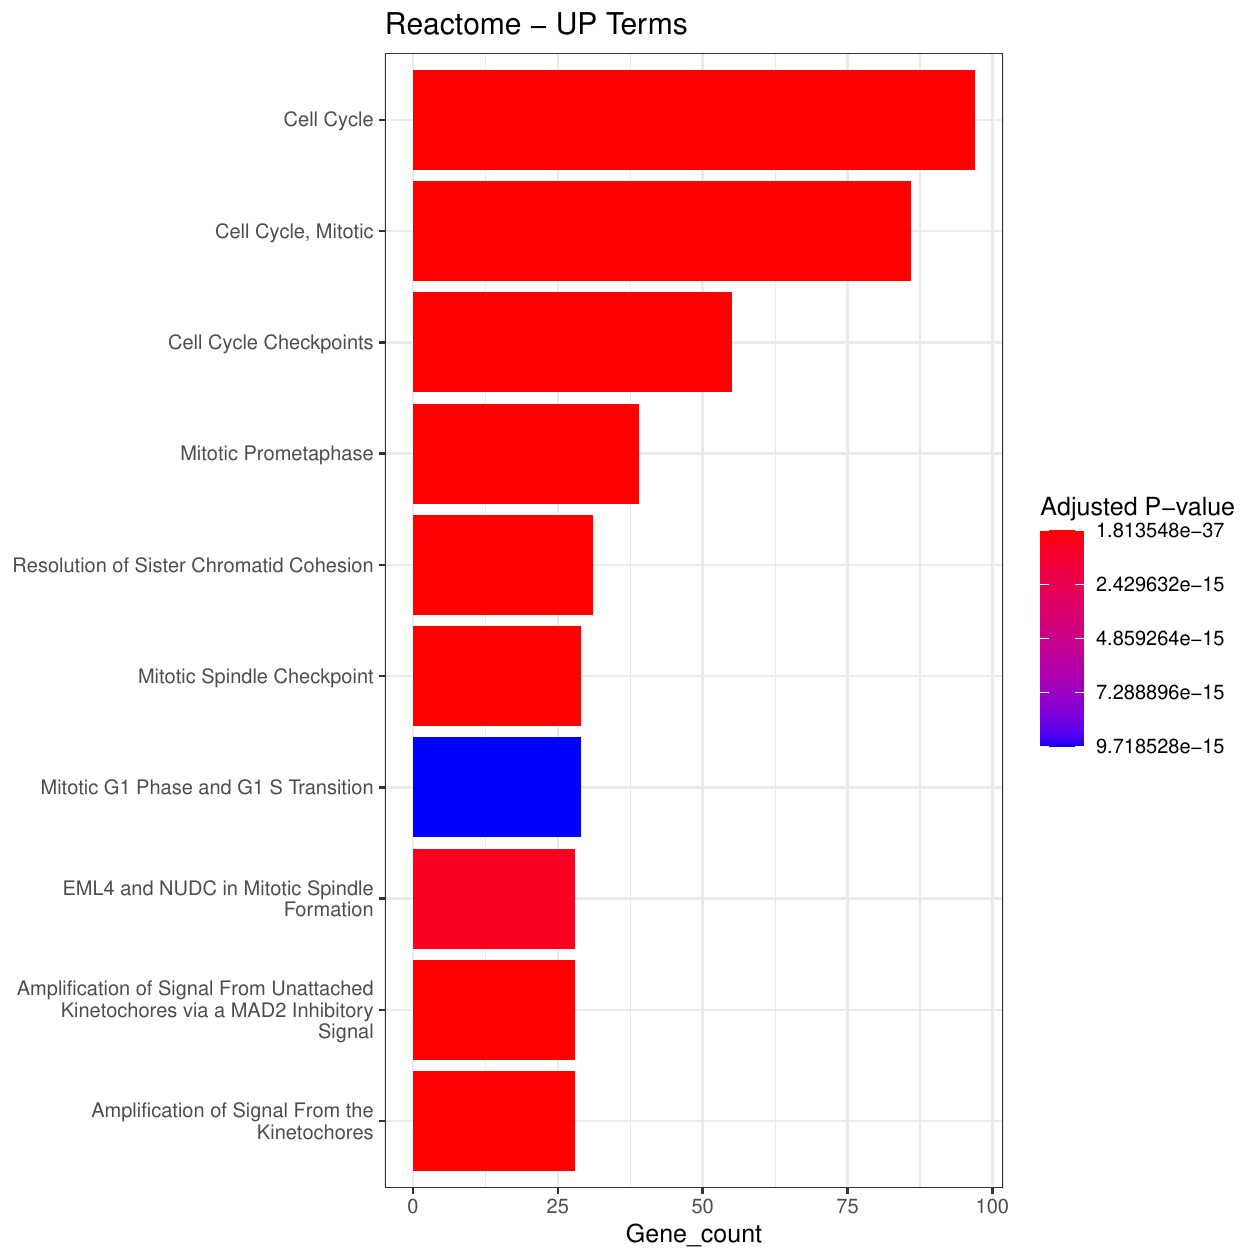 Reactome − UP Terms
Cell Cycle
Cell Cycle, Mitotic
Cell Cycle Checkpoints
Mitotic Prometaphase
Resolution of Sister Chromatid Cohesion
Mitotic Spindle Checkpoint
Mitotic G1 Phase and G1 S Transition
EML4 and NUDC in Mitotic Spindle
Formation
Amplification of Signal From Unattached
Kinetochores via a MAD2 Inhibitory
Signal
Amplification of Signal From the
Kinetochores
0 25 50 75 100
Gene_count
Adjusted P−value
1.813548e−37
2.429632e−15
4.859264e−15
7.288896e−15
9.718528e−15